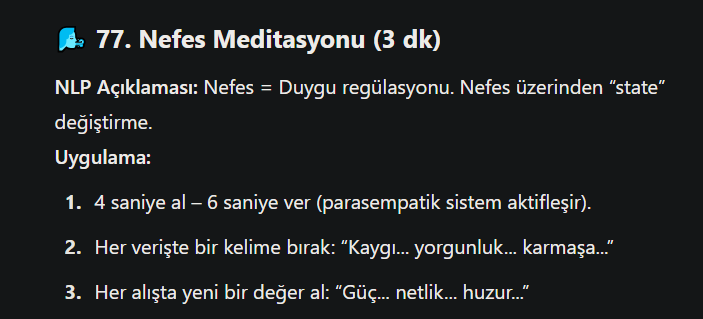 77. Nefes Meditasyonu (3 dk)
NLP Açıklaması: Nefes = Duygu regülasyonu. Nefes üzerinden “state”
değiştirme.
Uygulama:
1. 4 saniye al – 6 saniye ver (parasempatik sistem aktifleşir).
2. Her verişte bir kelime bırak: “Kaygı… yorgunluk… karmaşa…”
3. Her alışta yeni bir değer al: “Güç… netlik… huzur…”